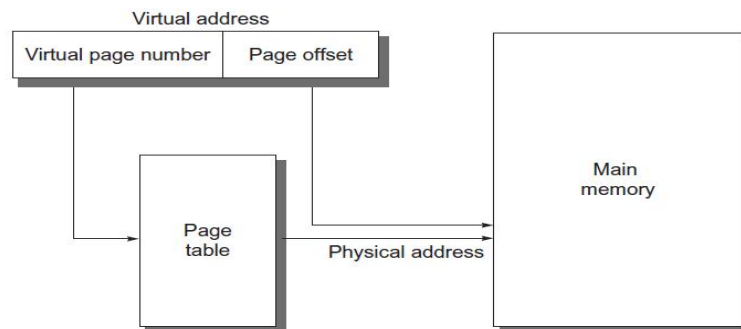 Virtual address
Virtual page number
Page offset
Main
memory
Page
table
Physical address